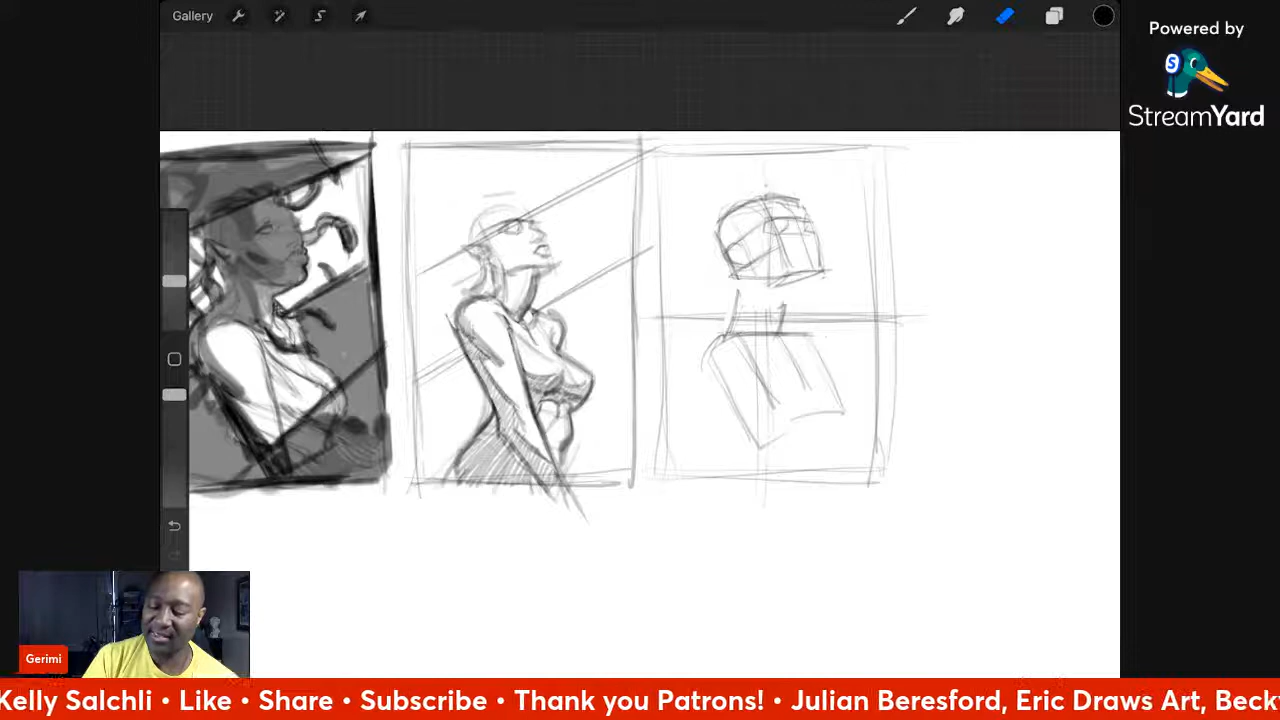 Gallery
Powered by
S
StreamYard
Gerimi
Kelly Salchli • Like • Share • Subscribe • Thank you Patrons! • Julian Beresford, Eric Draws Art, Beck